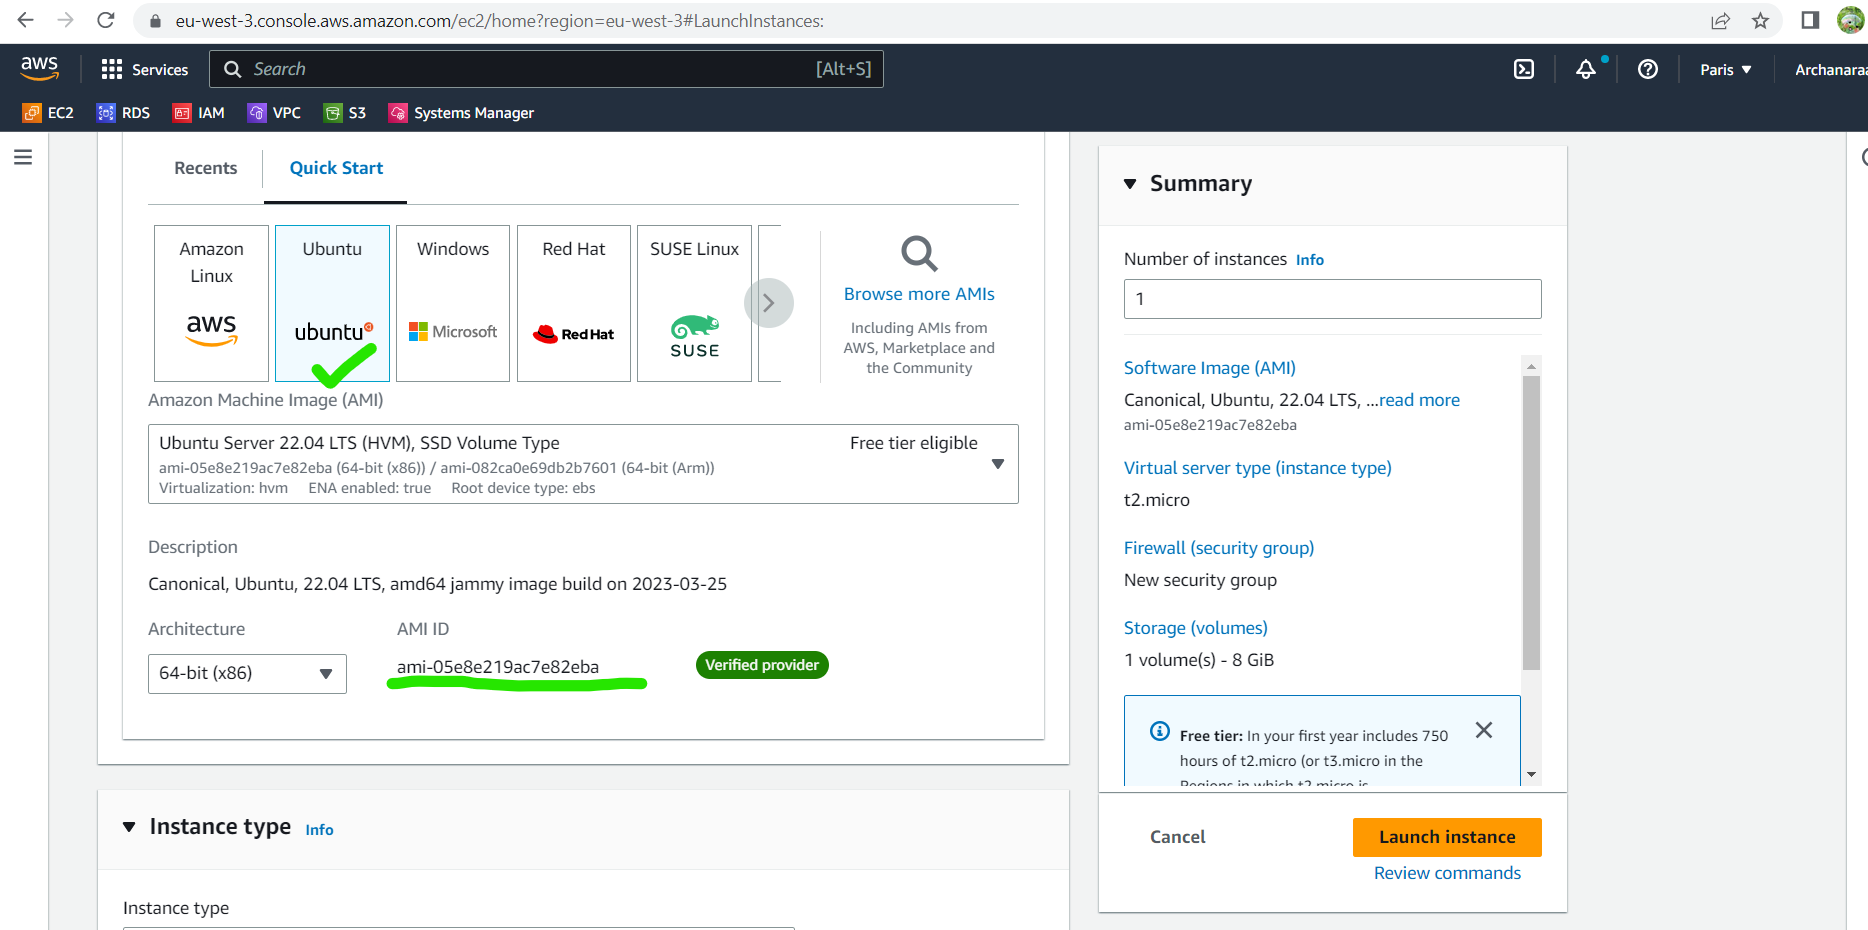 eu-west-3.console.aws.amazon.com/ec2/home?region=eu-west-3#LaunchInstances:
aws
Services
Search
[Alt+S]
Paris
Archanaraa
EC2
RDS
IAM
VPC
S3
Systems Manager
Recents
Quick Start
Amazon
Linux
aws
Ubuntu
ubuntu
Windows
Microsoft
Red Hat
Red Hat
SUSE Linux
SUSE
Browse more AMIs
Including AMIs from
AWS, Marketplace and
the Community
Amazon Machine Image (AMI)
Ubuntu Server 22.04 LTS (HVM), SSD Volume Type
Free tier eligible
ami-05e8e219ac7e82eba (64-bit (x86)) / ami-082ca0e69db2b7601 (64-bit (Arm))
Virtualization: hvm ENA enabled: true Root device type: ebs
Description
Canonical, Ubuntu, 22.04 LTS, amd64 jammy image build on 2023-03-25
Architecture
AMI ID
64-bit (x86)
ami-05e8e219ac7e82eba
Verified provider
Instance type Info
Instance type
Summary
Number of instances Info
1
Software Image (AMI)
Canonical, Ubuntu, 22.04 LTS, ...read more
ami-05e8e219ac7e82eba
Virtual server type (instance type)
t2.micro
Firewall (security group)
New security group
Storage (volumes)
1 volume(s) - 8 GiB
Free tier: In your first year includes 750
hours of t2.micro (or t3.micro in the
Regions in which t2.micro is
Cancel
Launch instance
Review commands